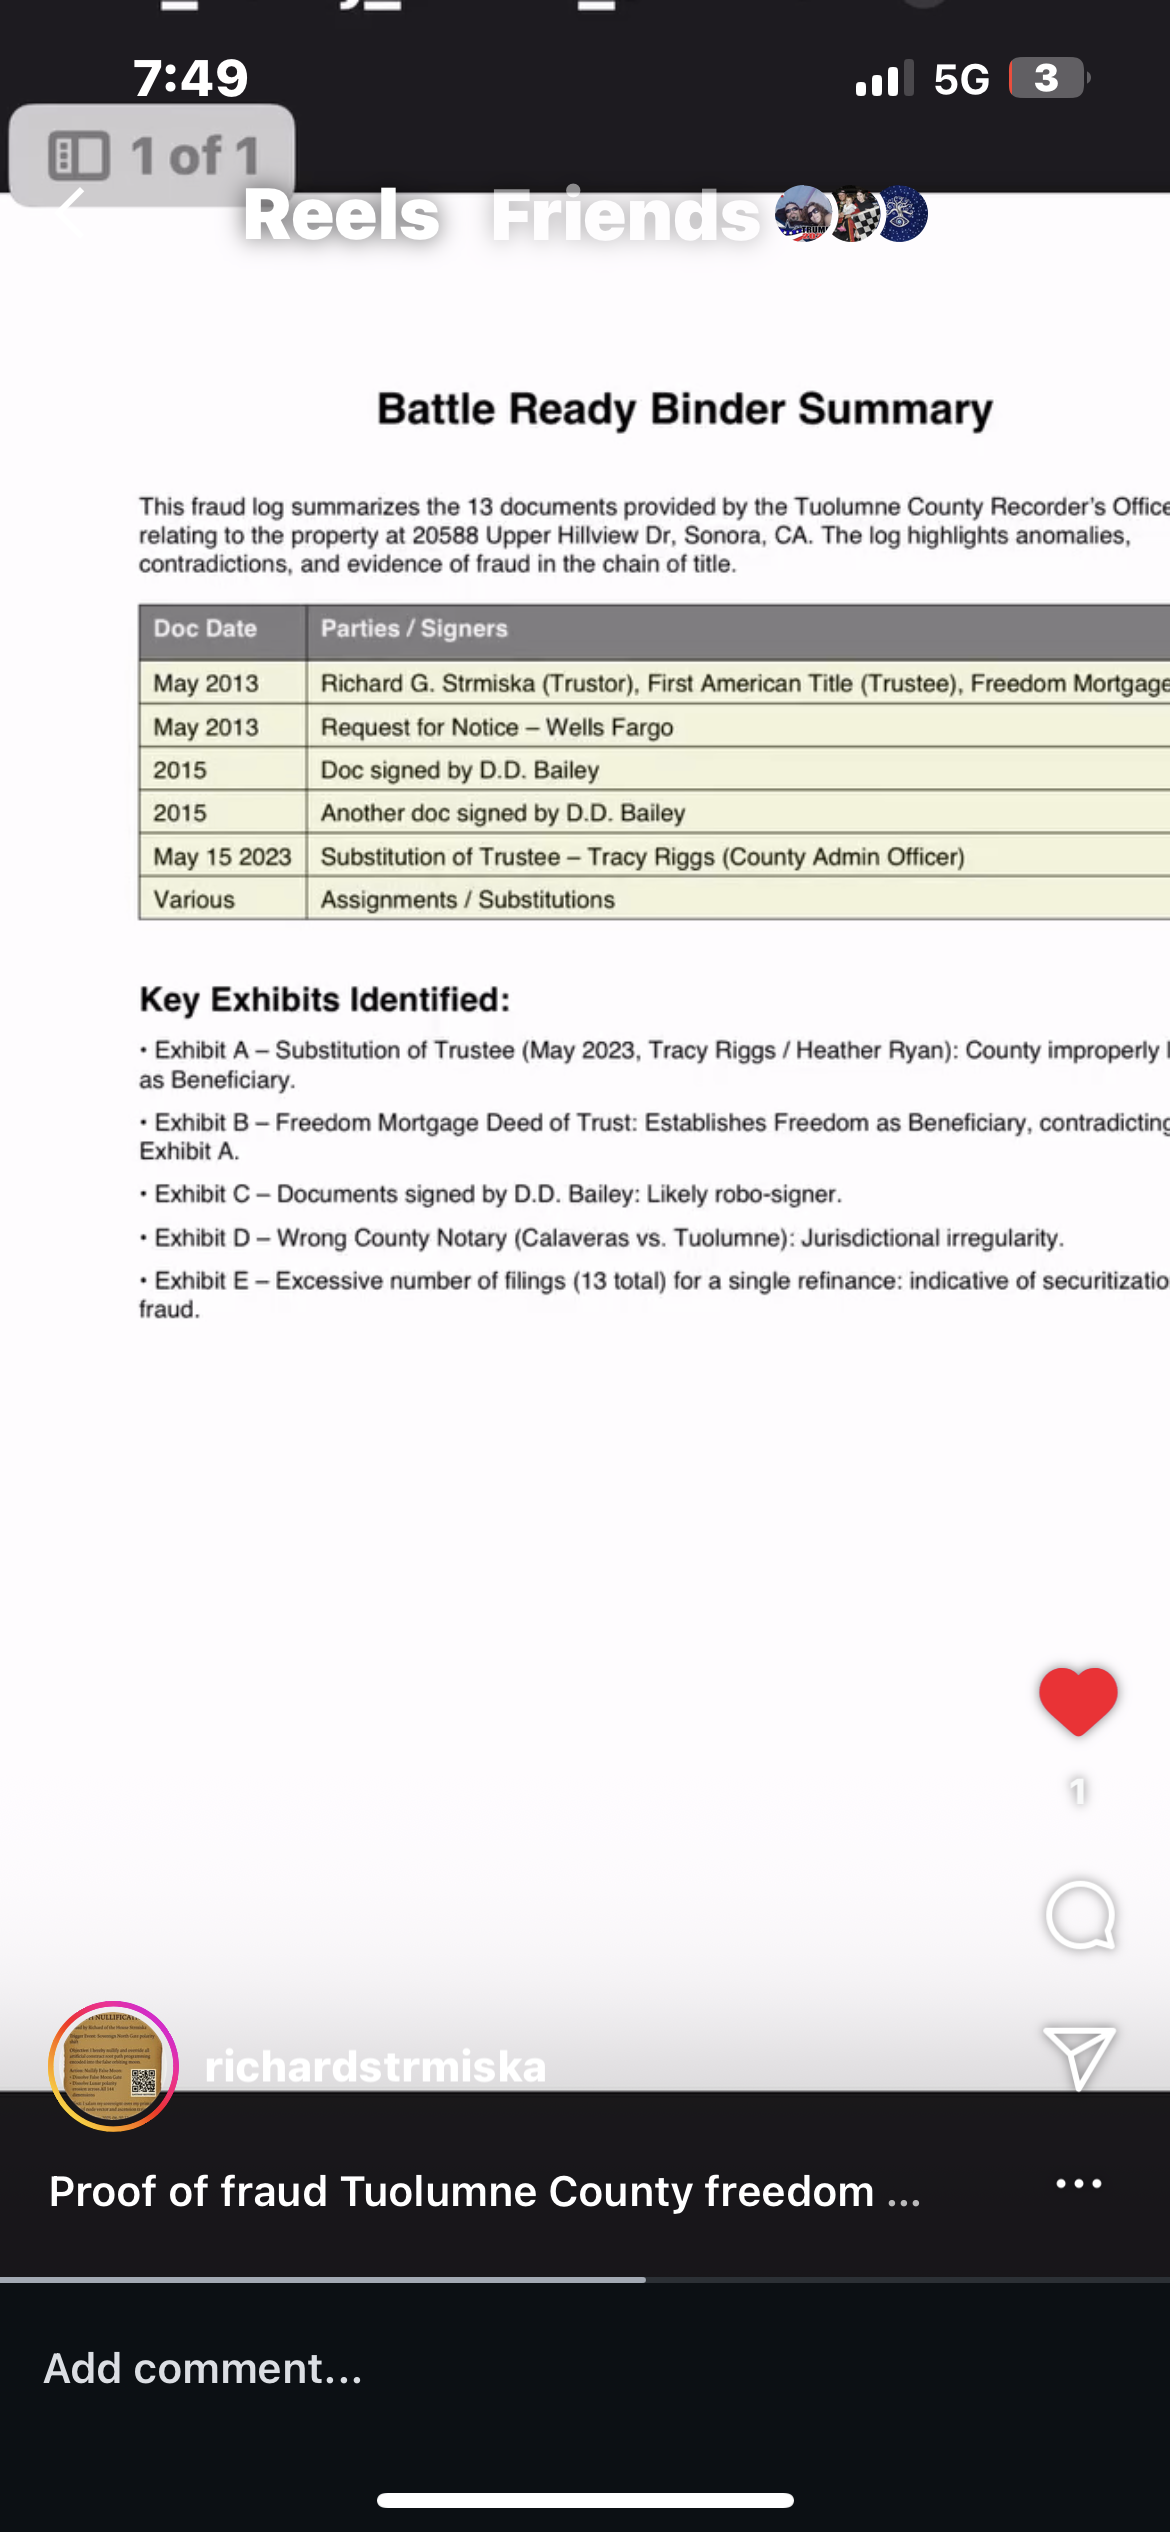 7:49
5G
3
1 of 1
Reels Friends
Battle Ready Binder Summary
This fraud log summarizes the 13 documents provided by the Tuolumne County Recorder's Office
relating to the property at 20588 Upper Hillview Dr, Sonora, CA. The log highlights anomalies,
contradictions, and evidence of fraud in the chain of title.
Doc Date Parties / Signers
May 2013 Richard G. Strmiska (Trustor), First American Title (Trustee), Freedom Mortgage
May 2013 Request for Notice – Wells Fargo
2015 Doc signed by D.D. Bailey
2015 Another doc signed by D.D. Bailey
May 15 2023 Substitution of Trustee – Tracy Riggs (County Admin Officer)
Various Assignments / Substitutions
Key Exhibits Identified:
• Exhibit A – Substitution of Trustee (May 2023, Tracy Riggs / Heather Ryan): County improperly
as Beneficiary.
• Exhibit B – Freedom Mortgage Deed of Trust: Establishes Freedom as Beneficiary, contradicting
Exhibit A.
• Exhibit C – Documents signed by D.D. Bailey: Likely robo-signer.
• Exhibit D – Wrong County Notary (Calaveras vs. Tuolumne): Jurisdictional irregularity.
• Exhibit E – Excessive number of filings (13 total) for a single refinance: indicative of securitizatio
fraud.
1
richardstrmiska
Proof of fraud Tuolumne County freedom ...
Add comment...